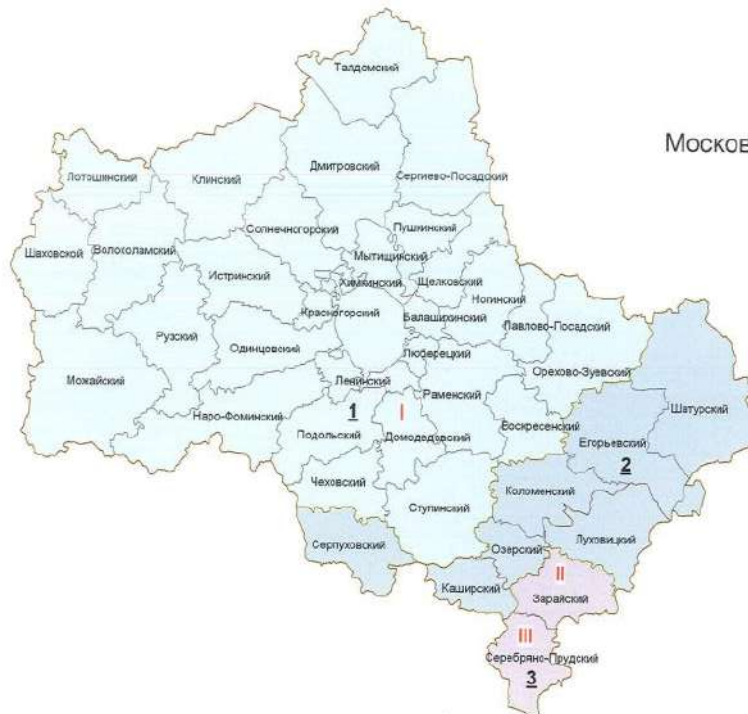 Талдомский
Москов
Дмитровский
Сергиево-Посадский
Лотошинский
Клинский
Пушкинский
Солнечногорский
Шаховской
Волоколамский
Мытищинский
Истринский
Химкинский
Щелковский
Ногинский
Красногорский
Балашихинский
Павлово-Посадский
Рузский
Одинцовский
Люберецкий
Можайский
Ленинский
Орехово-Зуевский
Раменский
Шатурский
Наро-Фоминский
1
I
Воскресенский
Подольский
Домодедовский
Егорьевский
2
Чеховский
Коломенский
Ступинский
Серпуховский
Луховицкий
Озерский
II
Каширский
Зарайский
III
Серебряно-Прудский
3